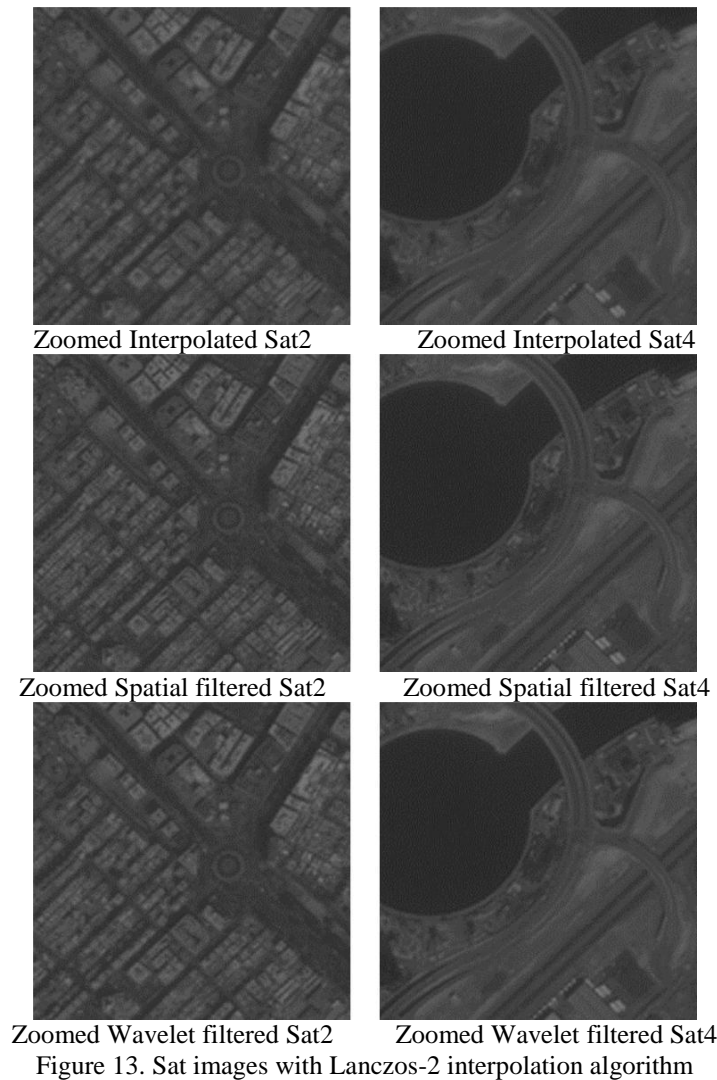 Zoomed Interpolated Sat2 Zoomed Interpolated Sat4
Zoomed Spatial filtered Sat2 Zoomed Spatial filtered Sat4
Zoomed Wavelet filtered Sat2 Zoomed Wavelet filtered Sat4
Figure 13. Sat images with Lanczos-2 interpolation algorithm